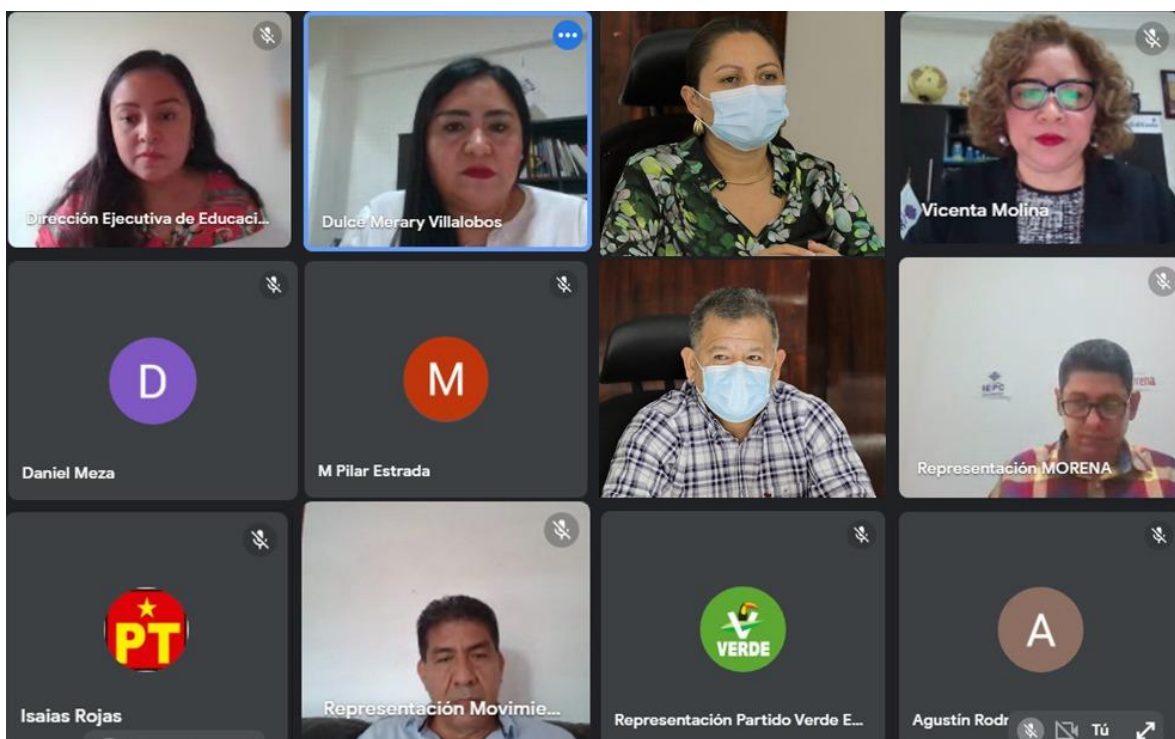 Dirección Ejecutiva de Educaci...
Dulce Merary Villalobos
Vicenta Molina
D
M
IEPC
rena
Daniel Meza
M Pilar Estrada
Representación MORENA
PT
VERDE
A
Isaias Rojas
Representación Movimie...
Representación Partido Verde E...
Agustín Rodr
Tú